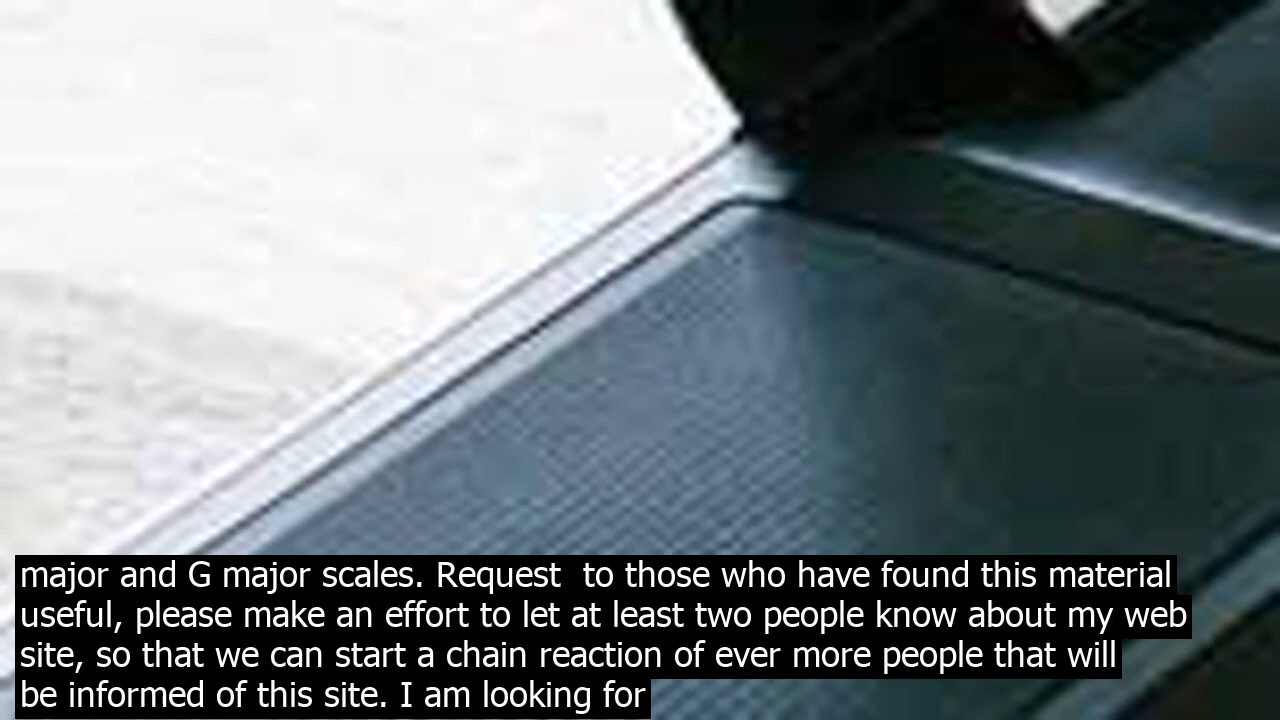 major and G major scales. Request  to those who have found this material
useful, please make an effort to let at least two people know about my web
site, so that we can start a chain reaction of ever more people that will
be informed of this site. I am looking for